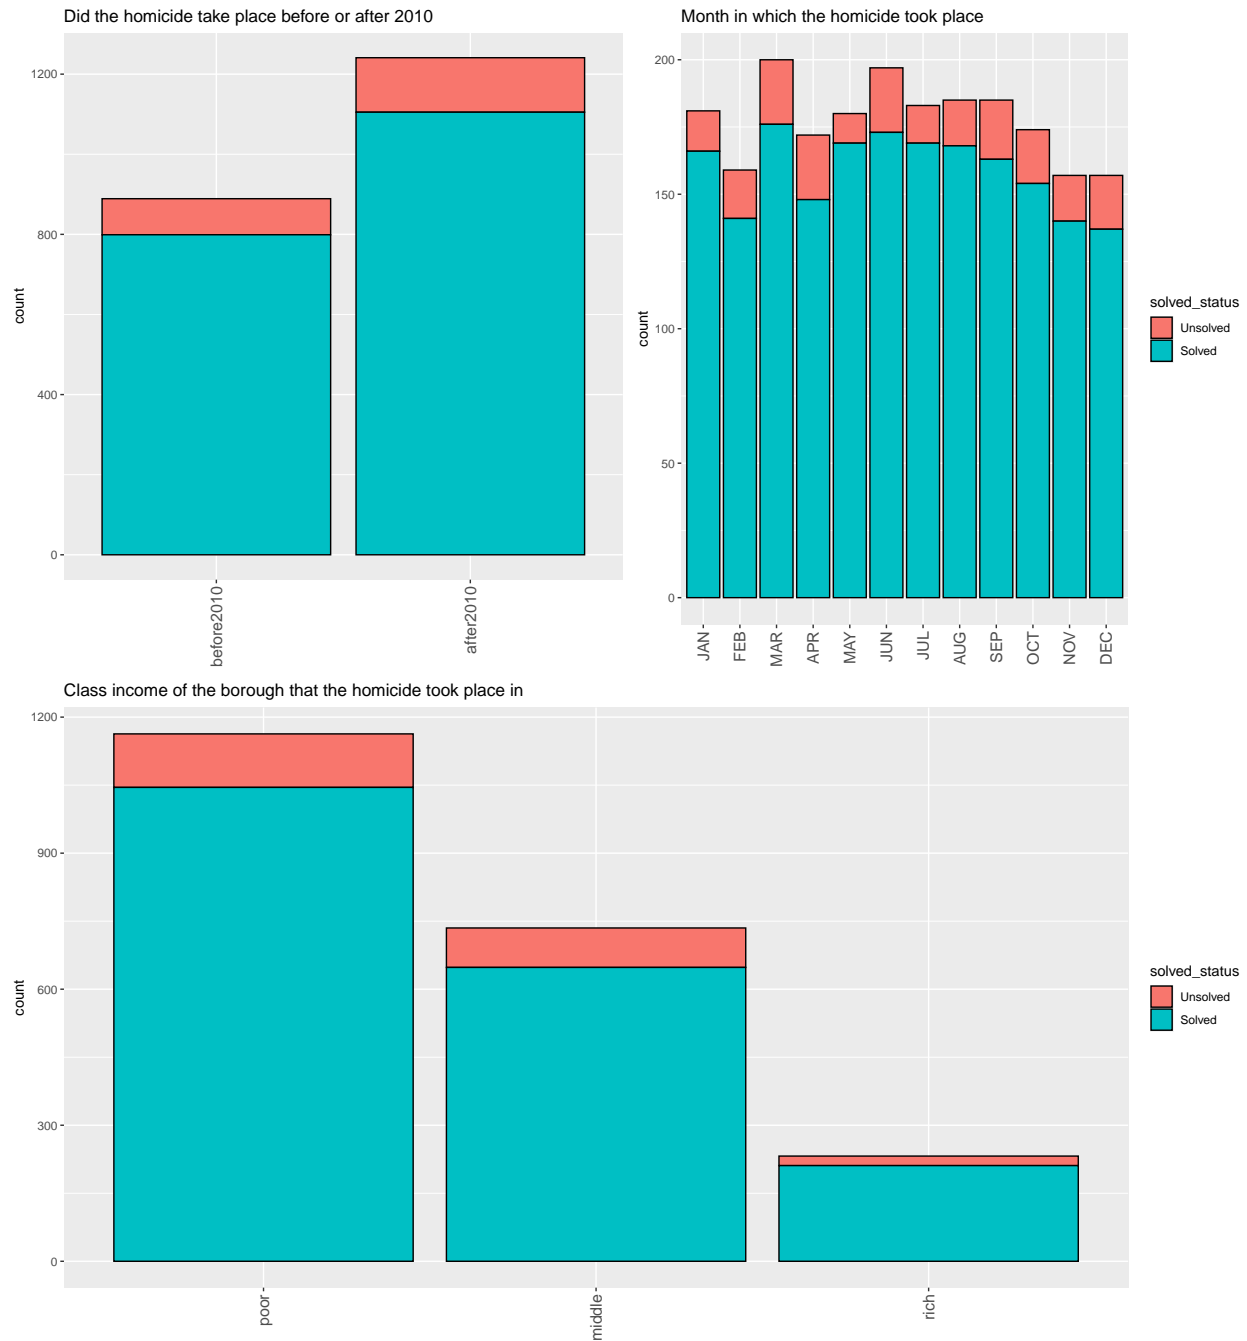 Did the homicide take place before or after 2010
count
1200
800
400
0
before2010
after2010
Month in which the homicide took place
count
200
150
100
50
0
JAN
FEB
MAR
APR
MAY
JUN
JUL
AUG
SEP
OCT
NOV
DEC
solved_status
Unsolved
Solved
Class income of the borough that the homicide took place in
count
1200
900
600
300
0
poor
middle
rich
solved_status
Unsolved
Solved